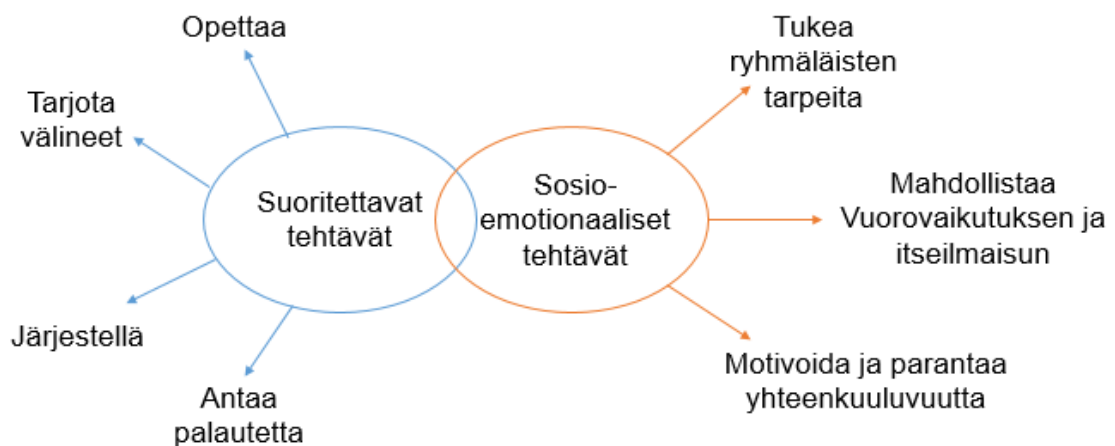 Opettaa
Tarjota
välineet
Suoritettavat
tehtävät
Järjestellä
Antaa
palautetta
Sosio-
emotionaaliset
tehtävät
Tukea
ryhmäläisten
tarpeita
Mahdollistaa
Vuorovaikutuksen ja
itseilmaisun
Motivoida ja parantaa
yhteenkuuluvuutta